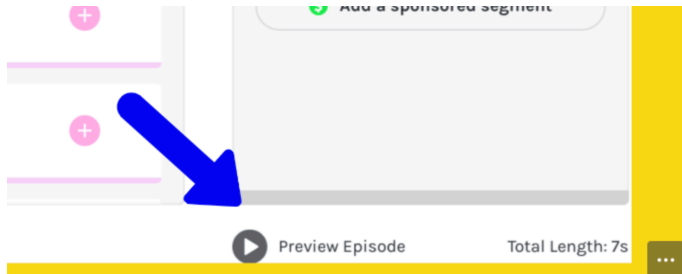 Add a sponsored segment
Preview Episode
Total Length: 7s